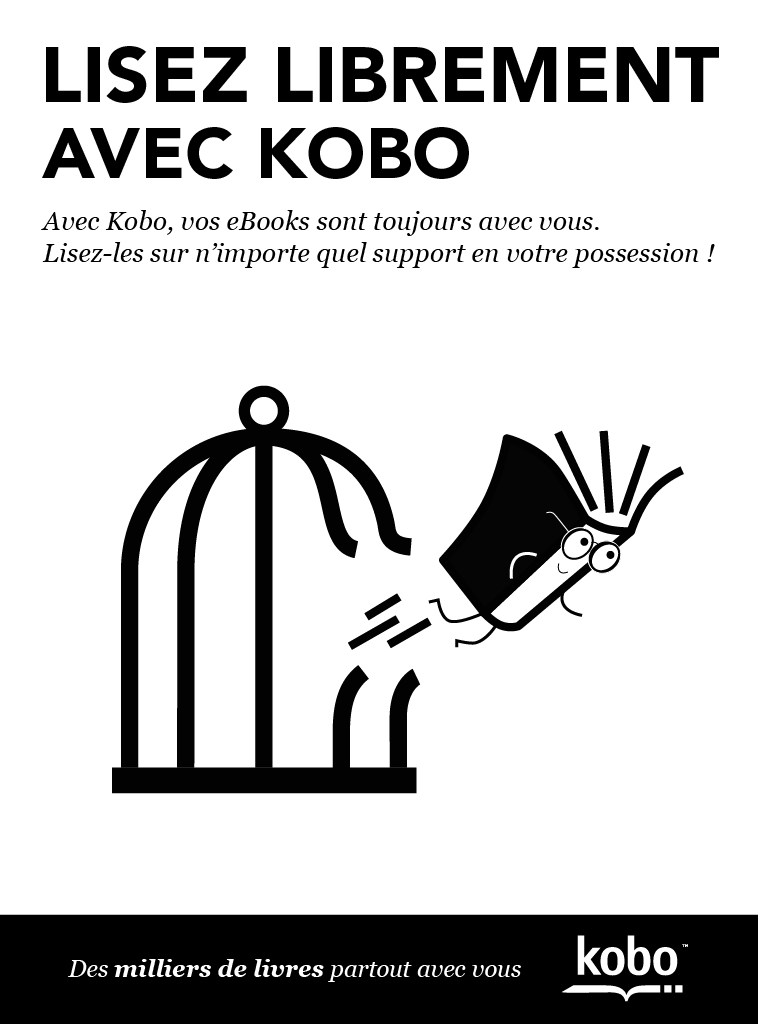 LISEZ LIBREMENT
AVEC KOBO
Avec Kobo, vos eBooks sont toujours avec vous.
Lisez-les sur n’importe quel support en votre possession !
Des milliers de livres partout avec vous
kobo™